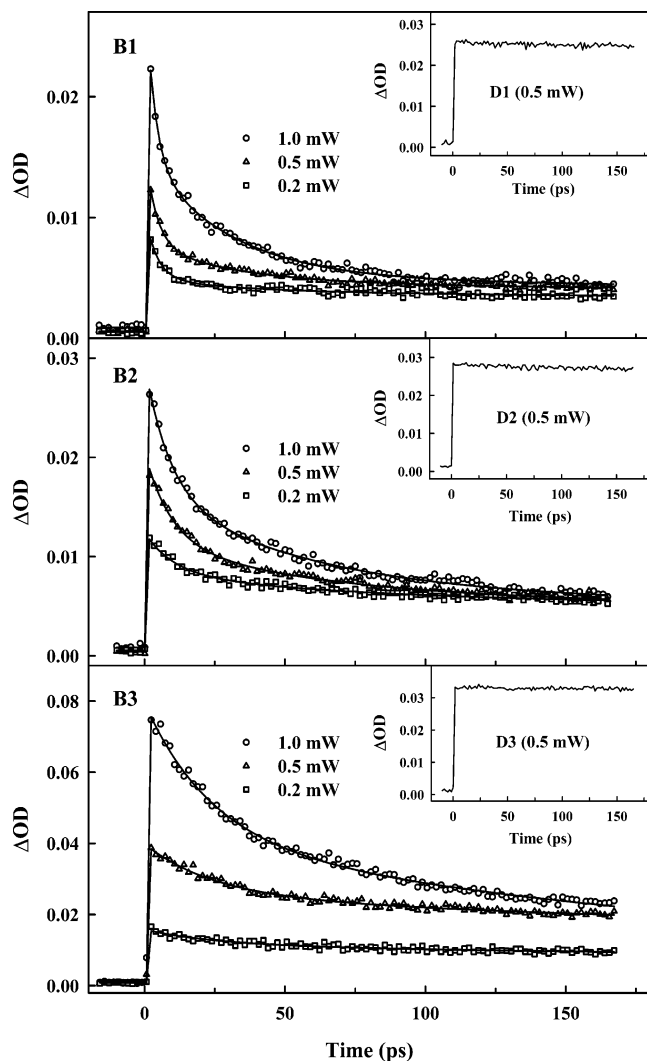 B1
ΔOD
0.02
0.01
0.00
1.0 mW
0.5 mW
0.2 mW
ΔOD
0.03
0.02
0.01
0.00
D1 (0.5 mW)
0 50 100 150
Time (ps)
B2
ΔOD
0.03
0.02
0.01
0.00
1.0 mW
0.5 mW
0.2 mW
ΔOD
0.03
0.02
0.01
0.00
D2 (0.5 mW)
0 50 100 150
Time (ps)
B3
ΔOD
0.08
0.06
0.04
0.02
0.00
1.0 mW
0.5 mW
0.2 mW
ΔOD
0.03
0.02
0.01
0.00
D3 (0.5 mW)
0 50 100 150
Time (ps)
0 50 100 150
Time (ps)